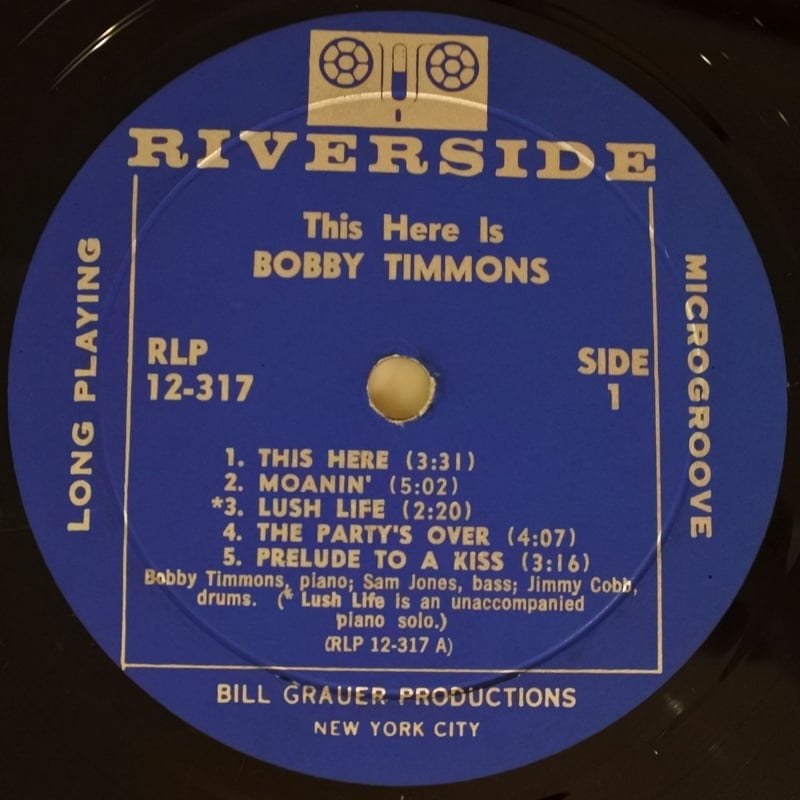 RIVERSIDE
This Here Is
BOBBY TIMMONS
LONG PLAYING
MICROGROOVE
RLP
12-317
SIDE
1
1. THIS HERE (3:31)
2. MOANIN' (5:02)
*3. LUSH LIFE (2:20)
4. THE PARTY'S OVER (4:07)
5. PRELUDE TO A KISS (3:16)
Bobby Timmons, piano; Sam Jones, bass; Jimmy Cobb,
drums. (* Lush Life is an unaccompanied
piano solo.)
(RLP 12-317 A)
BILL GRAUER PRODUCTIONS
NEW YORK CITY